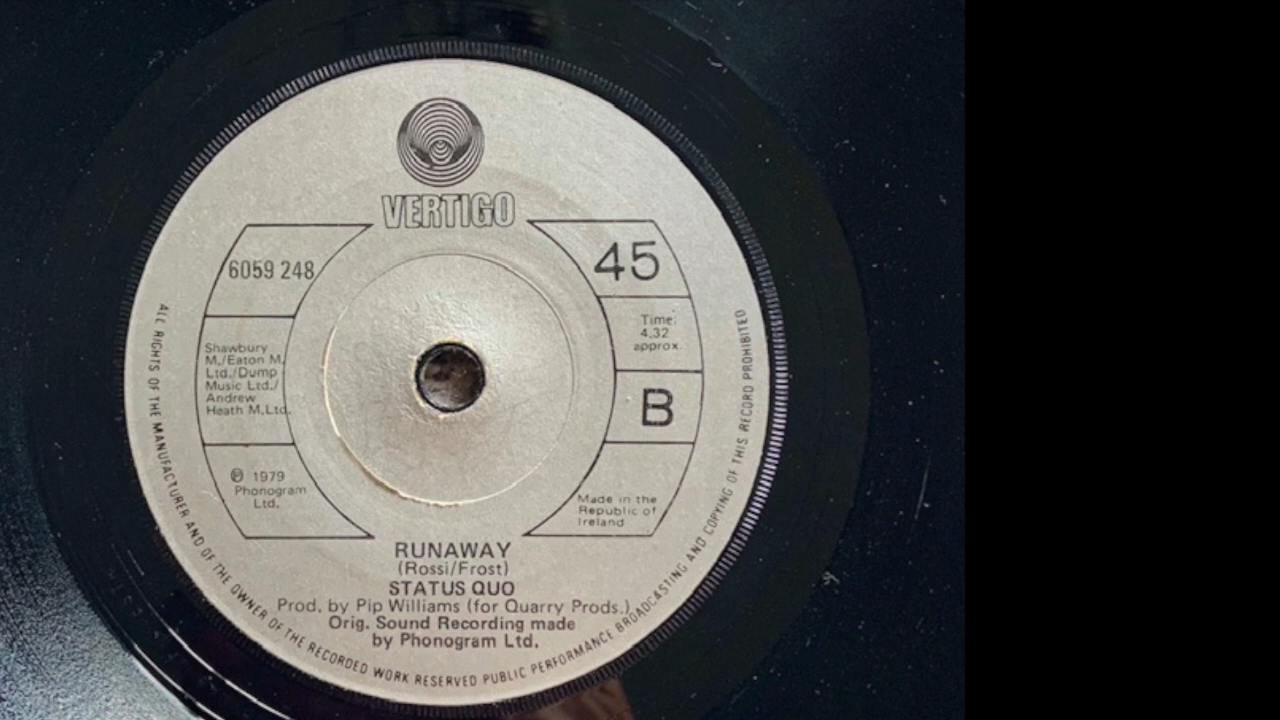 VERTIGO
6059 248
Shawbury
M./Eaton M.
Ltd./Dump
Music Ltd./
Andrew
Heath M.Ltd.
℗ 1979
Phonogram
Ltd.
45
Time:
4.32
approx.
B
Made in the
Republic of
Ireland
RUNAWAY
(Rossi/Frost)
STATUS QUO
Prod. by Pip Williams (for Quarry Prods.)
Orig. Sound Recording made
by Phonogram Ltd.
ALL RIGHTS OF THE MANUFACTURER AND OF THE OWNER OF THE RECORDED WORK RESERVED PUBLIC PERFORMANCE BROADCASTING AND COPYING OF THIS RECORD PROHIBITED